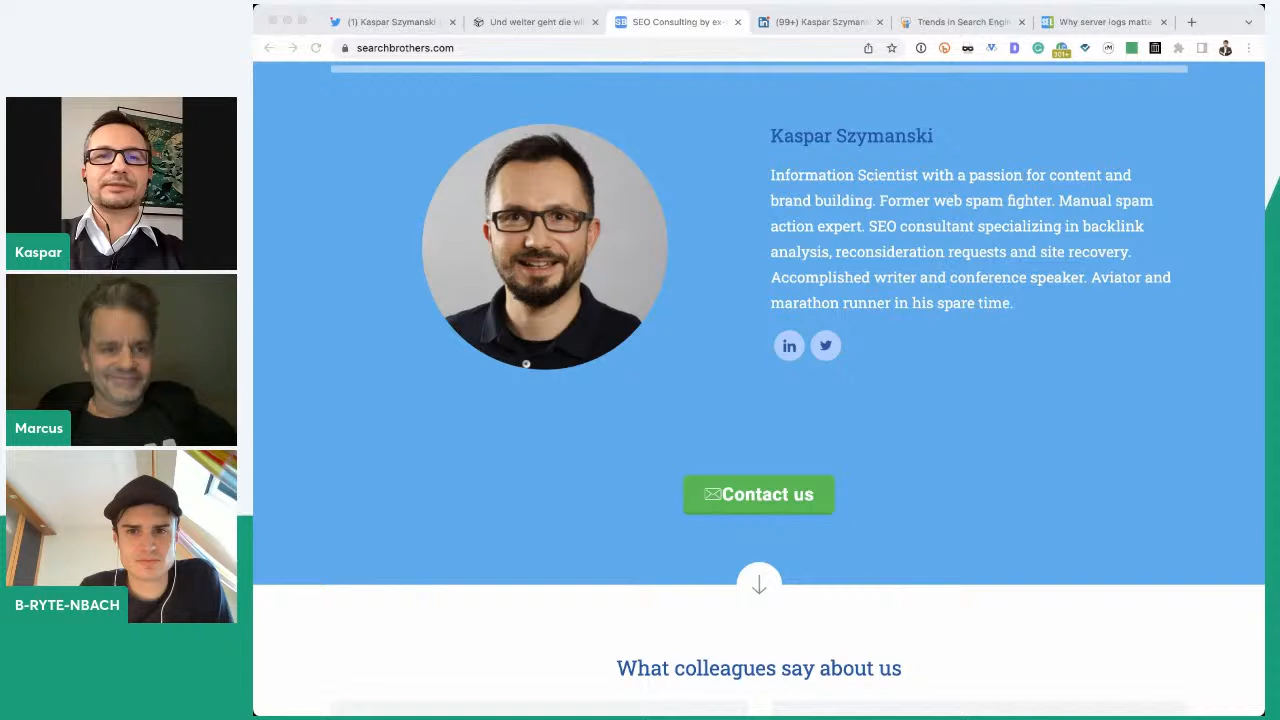 (1) Kaspar Szymanski
Und weiter geht die wil
SEO Consulting by ex-
(99+) Kaspar Szymans
Trends in Search Engin
Why server logs matte
searchbrothers.com
301+
Kaspar Szymanski
Information Scientist with a passion for content and
brand building. Former web spam fighter. Manual spam
action expert. SEO consultant specializing in backlink
analysis, reconsideration requests and site recovery.
Accomplished writer and conference speaker. Aviator and
marathon runner in his spare time.
in
Contact us
What colleagues say about us
Kaspar
Marcus
B-RYTE-NBACH